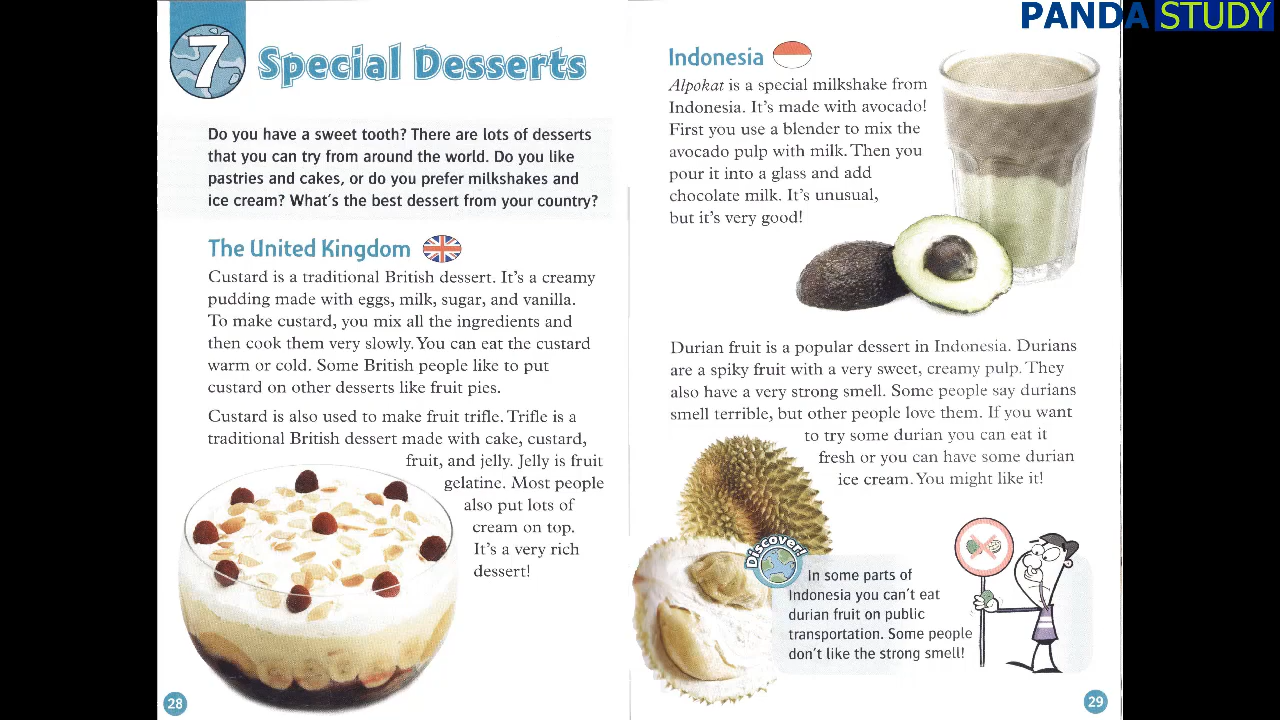 PANDA STUDY
7 Special Desserts
Do you have a sweet tooth? There are lots of desserts
that you can try from around the world. Do you like
pastries and cakes, or do you prefer milkshakes and
ice cream? What's the best dessert from your country?
The United Kingdom
Custard is a traditional British dessert. It's a creamy
pudding made with eggs, milk, sugar, and vanilla.
To make custard, you mix all the ingredients and
then cook them very slowly. You can eat the custard
warm or cold. Some British people like to put
custard on other desserts like fruit pies.
Custard is also used to make fruit trifle. Trifle is a
traditional British dessert made with cake, custard,
fruit, and jelly. Jelly is fruit
gelatine. Most people
also put lots of
cream on top.
It's a very rich
dessert!
28
Indonesia
Alpokat is a special milkshake from
Indonesia. It's made with avocado!
First you use a blender to mix the
avocado pulp with milk. Then you
pour it into a glass and add
chocolate milk. It's unusual,
but it's very good!
Durian fruit is a popular dessert in Indonesia. Durians
are a spiky fruit with a very sweet, creamy pulp. They
also have a very strong smell. Some people say durians
smell terrible, but other people love them. If you want
to try some durian you can eat it
fresh or you can have some durian
ice cream. You might like it!
Discover!
In some parts of
Indonesia you can't eat
durian fruit on public
transportation. Some people
don't like the strong smell!
29